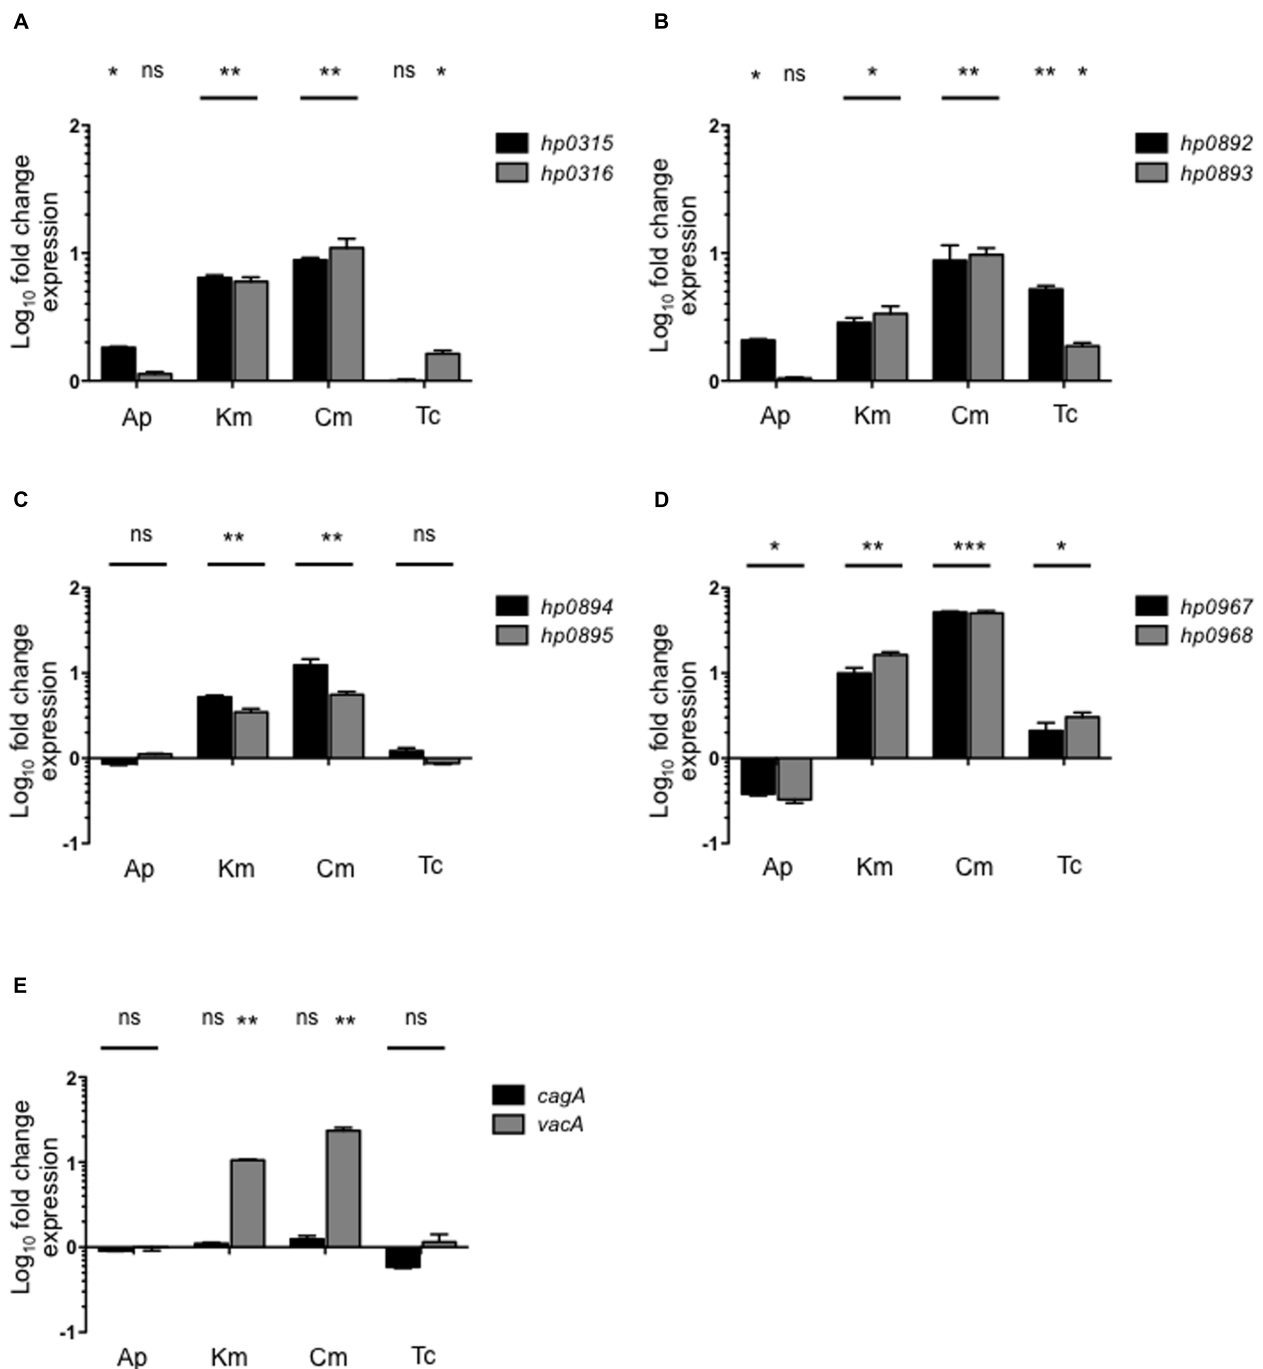 A
* ns ** ** ns *
Log10 fold change
expression
2
1
0
Ap Km Cm Tc
hp0315
hp0316
B
* ns * ** ** *
Log10 fold change
expression
2
1
0
Ap Km Cm Tc
hp0892
hp0893
C
ns ** ** ns
Log10 fold change
expression
2
1
0
-1
Ap Km Cm Tc
hp0894
hp0895
D
* ** *** *
Log10 fold change
expression
2
1
0
-1
Ap Km Cm Tc
hp0967
hp0968
E
ns ns ** ns ** ns
Log10 fold change
expression
2
1
0
-1
Ap Km Cm Tc
cagA
vacA